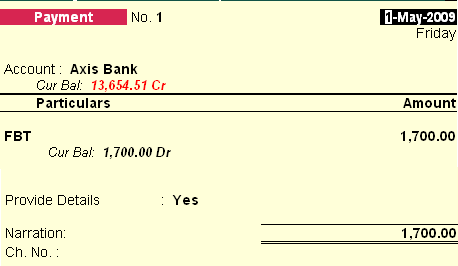 Payment No. 1 1-May-2009
Friday
Account : Axis Bank
Cur Bal: 13,654.51 Cr
Particulars Amount
FBT 1,700.00
Cur Bal: 1,700.00 Dr
Provide Details : Yes
Narration: 1,700.00
Ch. No. :